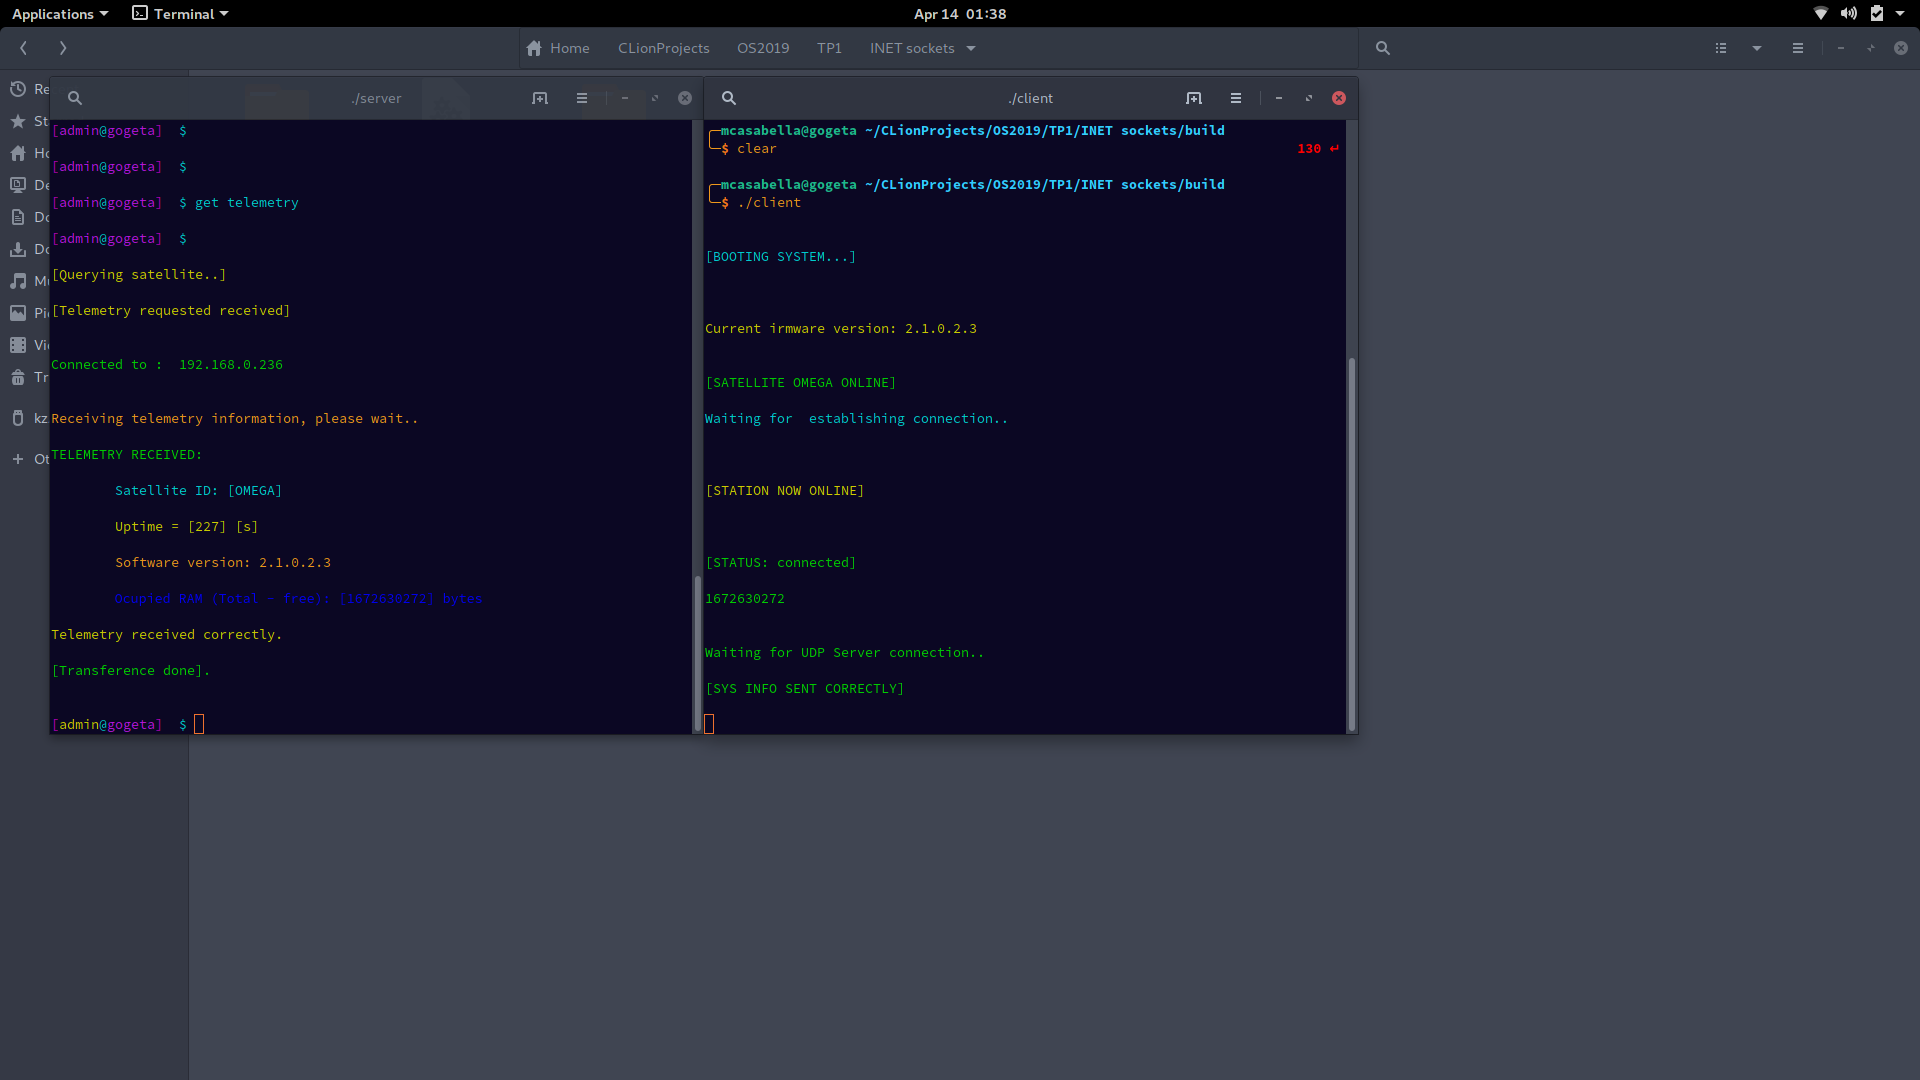 Applications
Terminal
Apr 14 01:38
Home
CLionProjects
OS2019
TP1
INET sockets
Re
St
Ho
De
Do
Do
Mu
Pic
Vi
Tr
kz
Ot
./server
[admin@gogeta]  $
[admin@gogeta]  $
[admin@gogeta]  $ get telemetry
[admin@gogeta]  $
[Querying satellite..]
[Telemetry requested received]
Connected to :  192.168.0.236
Receiving telemetry information, please wait..
TELEMETRY RECEIVED:
Satellite ID: [OMEGA]
Uptime = [227] [s]
Software version: 2.1.0.2.3
Ocupied RAM (Total - free): [1672630272] bytes
Telemetry received correctly.
[Transference done].
[admin@gogeta]  $
./client
mcasabella@gogeta ~/CLionProjects/OS2019/TP1/INET sockets/build
$ clear
130 ↵
mcasabella@gogeta ~/CLionProjects/OS2019/TP1/INET sockets/build
$ ./client
[BOOTING SYSTEM...]
Current irmware version: 2.1.0.2.3
[SATELLITE OMEGA ONLINE]
Waiting for  establishing connection..
[STATION NOW ONLINE]
[STATUS: connected]
1672630272
Waiting for UDP Server connection..
[SYS INFO SENT CORRECTLY]